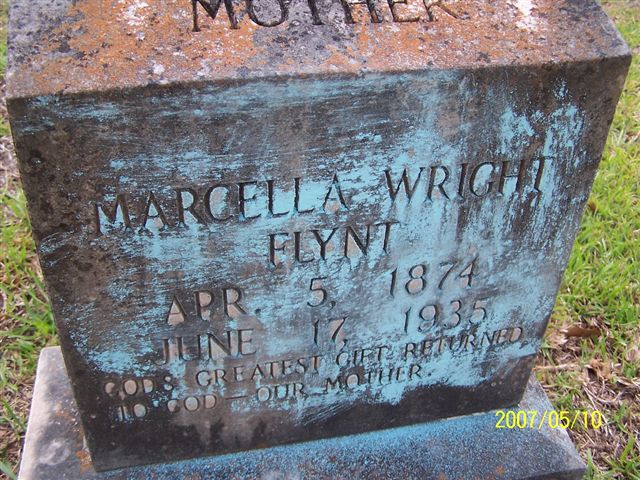 MOTHER
MARCELLA WRIGHT
FLYNT
APR. 5, 1874
JUNE 17, 1935
GOD'S GREATEST GIFT RETURNED
TO GOD — OUR MOTHER.
2007/05/10